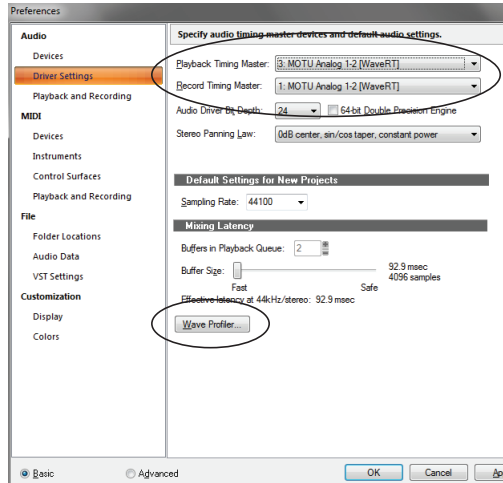 Preferences
Audio
Devices
Driver Settings
Playback and Recording
MIDI
Devices
Instruments
Control Surfaces
Playback and Recording
File
Folder Locations
Audio Data
VST Settings
Customization
Display
Colors
Specify audio timing master devices and default audio settings.
Playback Timing Master: 3: MOTU Analog 1-2 [WaveRT]
Record Timing Master: 1: MOTU Analog 1-2 [WaveRT]
Audio Driver Bit Depth: 24 64-bit Double Precision Engine
Stereo Panning Law: 0dB center, sin/cos taper, constant power
Default Settings for New Projects
Sampling Rate: 44100
Mixing Latency
Buffers in Playback Queue: 2
Buffer Size: 92.9 msec
4096 samples
Fast Safe
Effective latency at 44kHz/stereo: 92.9 msec
Wave Profiler...
Basic Advanced OK Cancel Ap